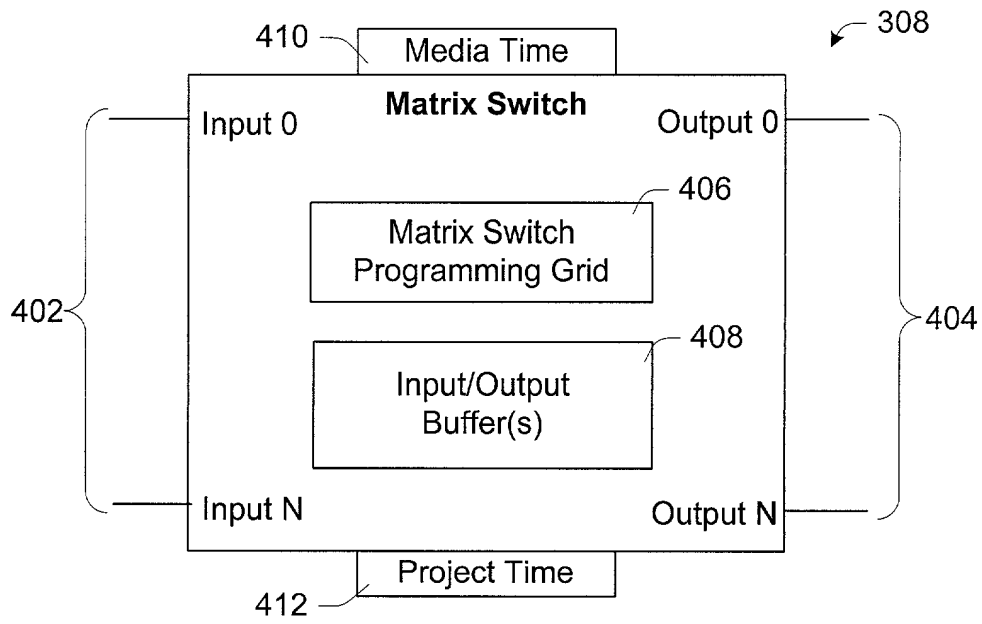 410
Media Time
308
Matrix Switch
Input 0
Output 0
406
Matrix Switch
Programming Grid
402
404
408
Input/Output
Buffer(s)
Input N
Output N
Project Time
412